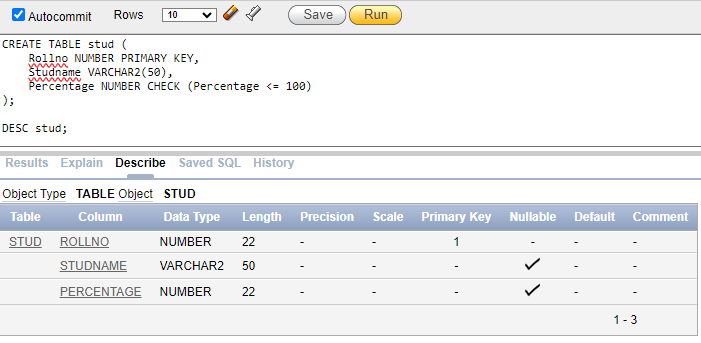 Autocommit Rows 10 Save Run
CREATE TABLE stud (
    Rollno NUMBER PRIMARY KEY,
    Studname VARCHAR2(50),
    Percentage NUMBER CHECK (Percentage <= 100)
);
DESC stud;
Results Explain Describe Saved SQL History
Object Type TABLE Object STUD
Table Column Data Type Length Precision Scale Primary Key Nullable Default Comment
STUD ROLLNO NUMBER 22 - - 1 - - -
STUDNAME VARCHAR2 50 - - - ✓ - -
PERCENTAGE NUMBER 22 - - - ✓ - -
1 - 3